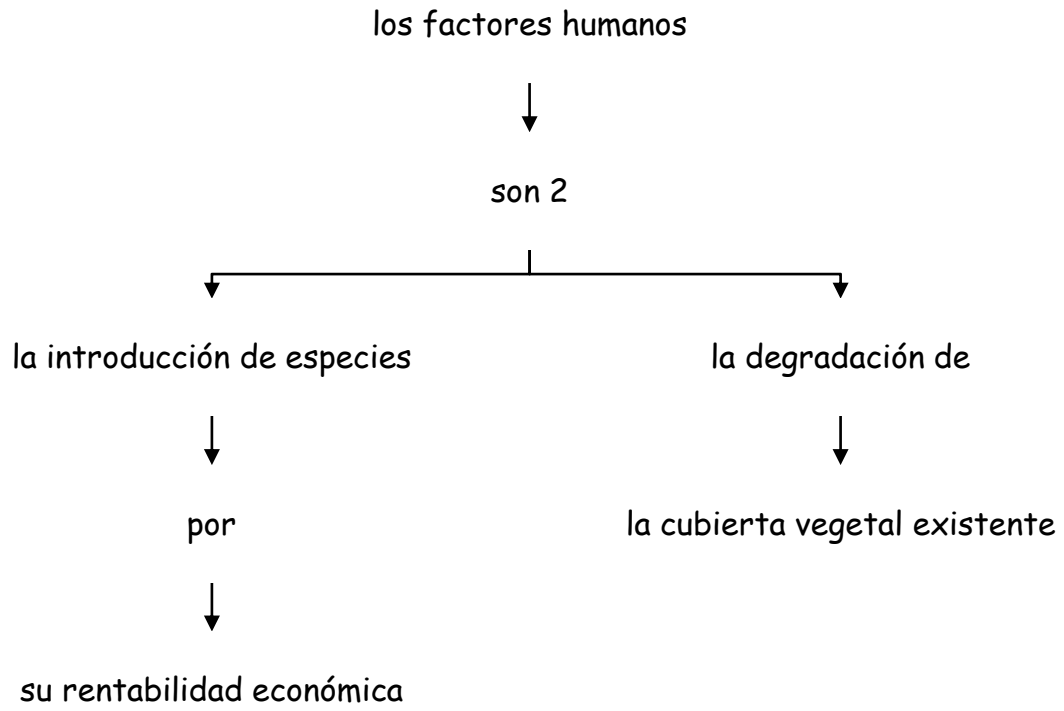 los factores humanos
son 2
la introducción de especies
la degradación de
por
la cubierta vegetal existente
su rentabilidad económica